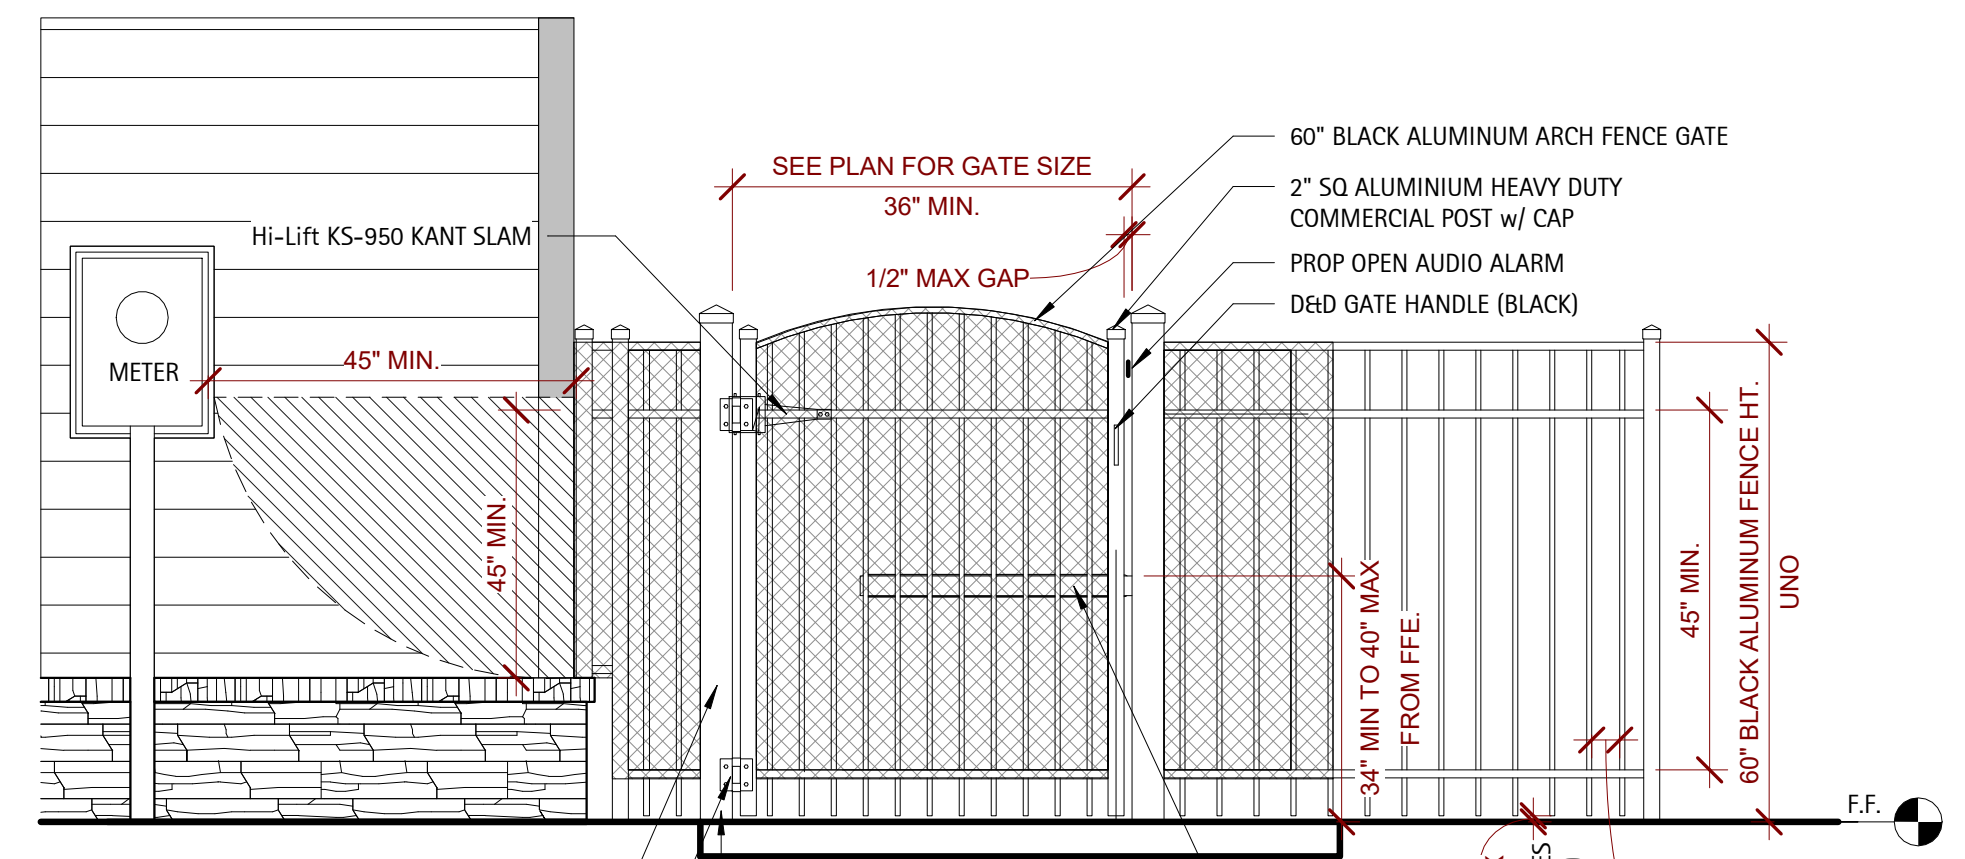 60" BLACK ALUMINUM ARCH FENCE GATE
SEE PLAN FOR GATE SIZE
36" MIN.
2" SQ ALUMINIUM HEAVY DUTY
COMMERCIAL POST w/ CAP
Hi-Lift KS-950 KANT SLAM
PROP OPEN AUDIO ALARM
1/2" MAX GAP
D&D GATE HANDLE (BLACK)
METER
45" MIN.
45" MIN.
34" MIN TO 40" MAX
FROM FFE.
45" MIN.
60" BLACK ALUMINUM FENCE HT.
UNO
F.F.